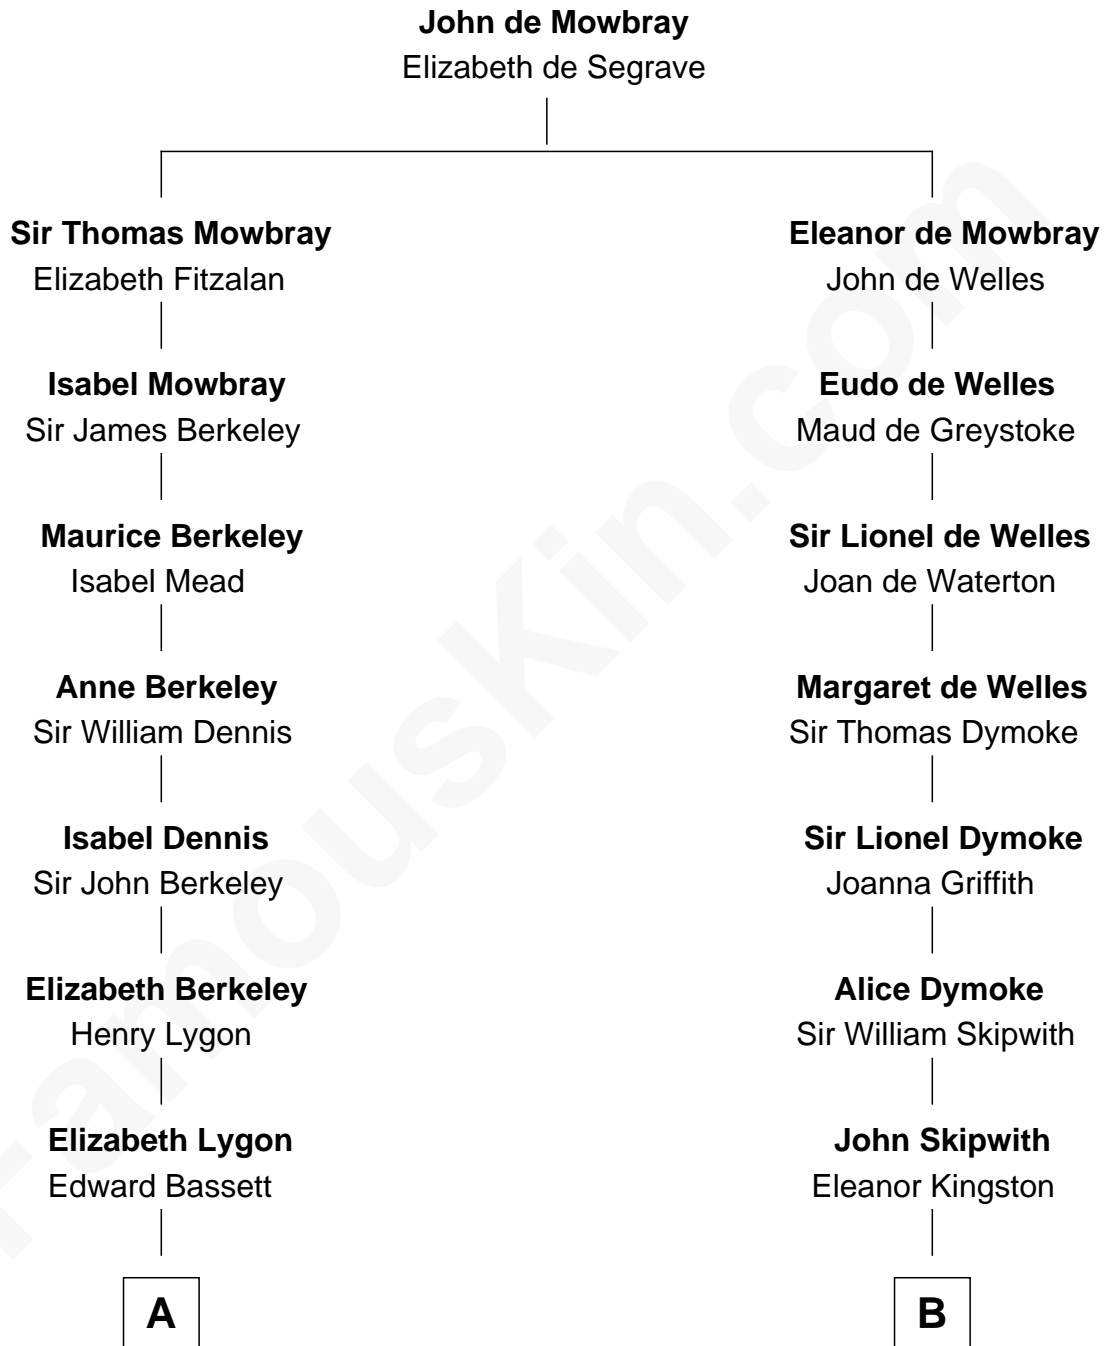 John de Mowbray
Elizabeth de Segrave
Sir Thomas Mowbray
Elizabeth Fitzalan
Isabel Mowbray
Sir James Berkeley
Maurice Berkeley
Isabel Mead
Anne Berkeley
Sir William Dennis
Isabel Dennis
Sir John Berkeley
Elizabeth Berkeley
Henry Lygon
Elizabeth Lygon
Edward Bassett
A
Eleanor de Mowbray
John de Welles
Eudo de Welles
Maud de Greystoke
Sir Lionel de Welles
Joan de Waterton
Margaret de Welles
Sir Thomas Dymoke
Sir Lionel Dymoke
Joanna Griffith
Alice Dymoke
Sir William Skipwith
John Skipwith
Eleanor Kingston
B
FamousKin.com